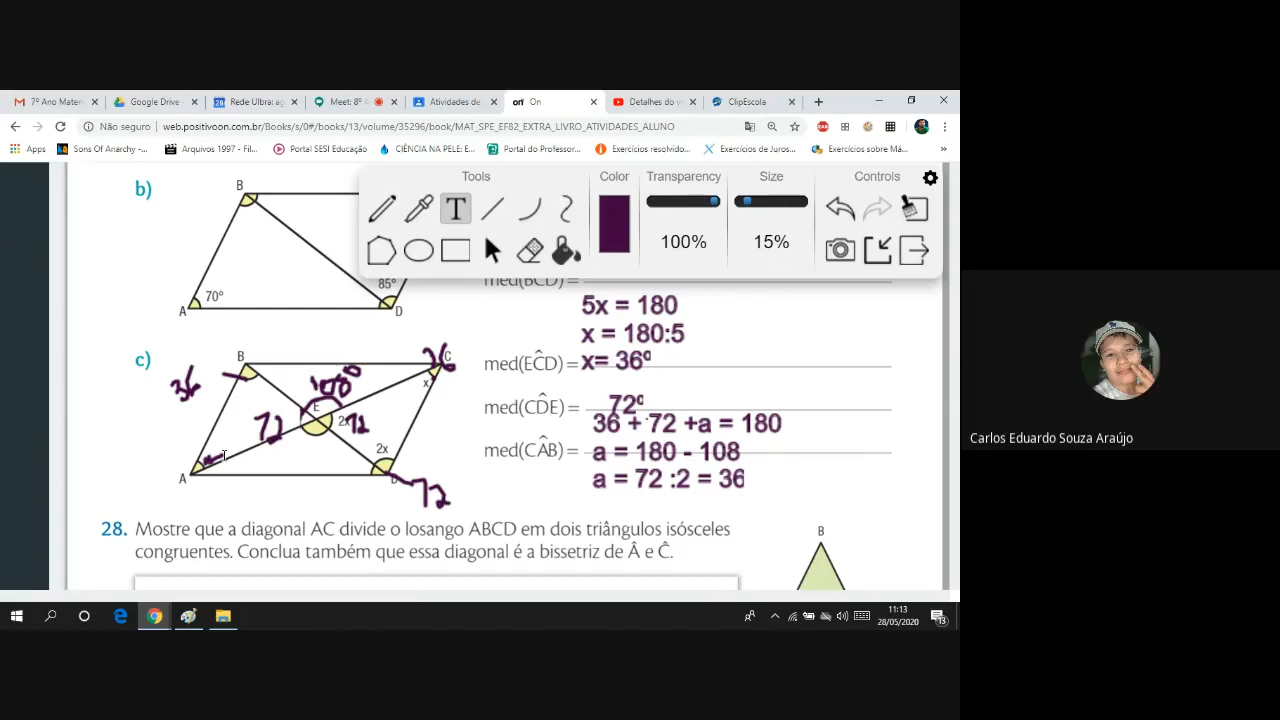 7º Ano Matem
Google Drive -
Rede Ulbra: ag
Meet: 8º A
Atividades de
On
Detalhes do v
ClipEscola
Não seguro
web.positivoon.com.br/Books/s/0#/books/13/volume/35296/book/MAT_SPE_EF82_EXTRA_LIVRO_ATIVIDADES_ALUNO
Apps
Sons Of Anarchy -...
Arquivos 1997 - Fil...
Portal SESI Educação
CIÊNCIA NA PELE: E...
Portal do Professor...
Exercícios resolvido...
Exercícios de Juros...
Exercícios sobre Má...
Tools
Color
Transparency
Size
Controls
T
100%
15%
b)
B
70º
85º
A
D
med(BCD) =
5x = 180
x = 180:5
c)
B
C
36
med(EĈD) = x= 36º
x
36
108º
E
2x
72
72
med(CD̂E) = 72º
36 + 72 +a = 180
2x
med(CÂB) = a = 180 - 108
A
D
72
a = 72 :2 = 36
28. Mostre que a diagonal AC divide o losango ABCD em dois triângulos isósceles
congruentes. Conclua também que essa diagonal é a bissetriz de Â e Ĉ.
B
Carlos Eduardo Souza Araújo
11:13
28/05/2020
13